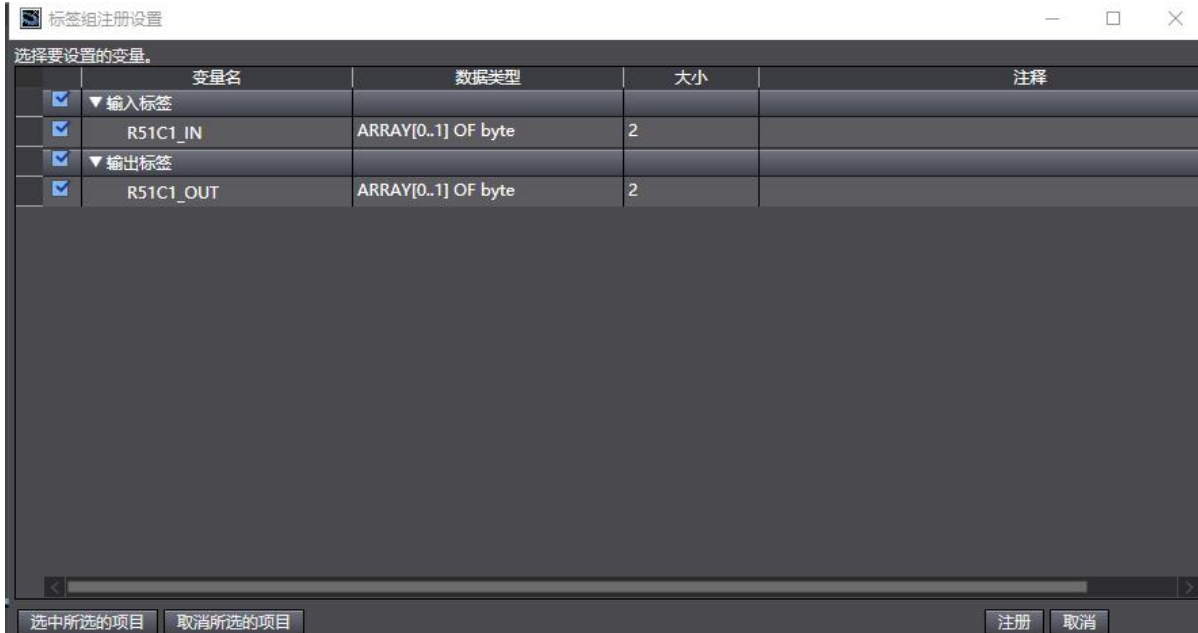 标签组注册设置
选择要设置的变量。
变量名 数据类型 大小 注释
▼输入标签
R51C1_IN ARRAY[0..1] OF byte 2
▼输出标签
R51C1_OUT ARRAY[0..1] OF byte 2
选中所选的项目 取消所选的项目 注册 取消